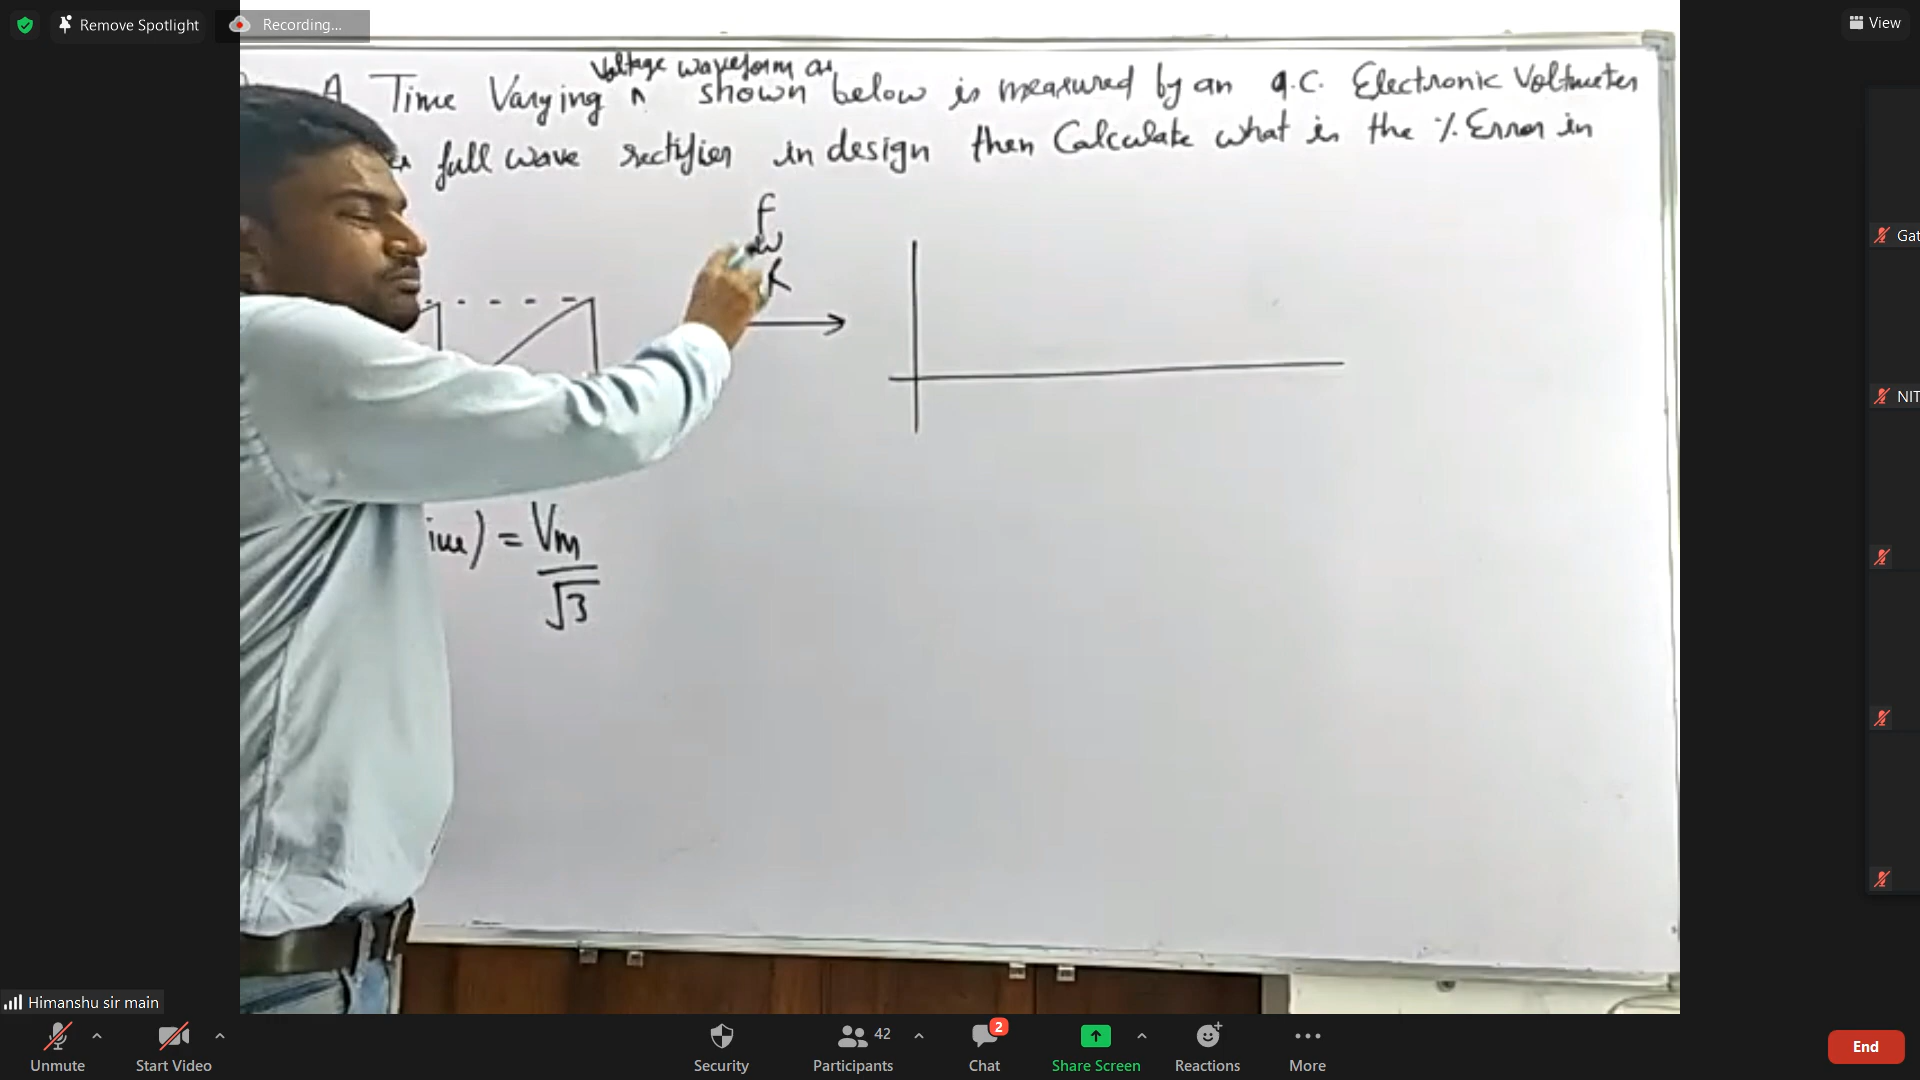 Remove Spotlight
Recording...
View
Voltage waveform as
A Time Varying ^ shown below is measured by an a.C. Electronic Voltmeter
full wave rectifier in design then Calculate what is the % Error in
f
w
R
= Vm
√3
Gat
NIT
Himanshu sir main
Unmute
Start Video
Security
42
Participants
2
Chat
Share Screen
Reactions
More
End